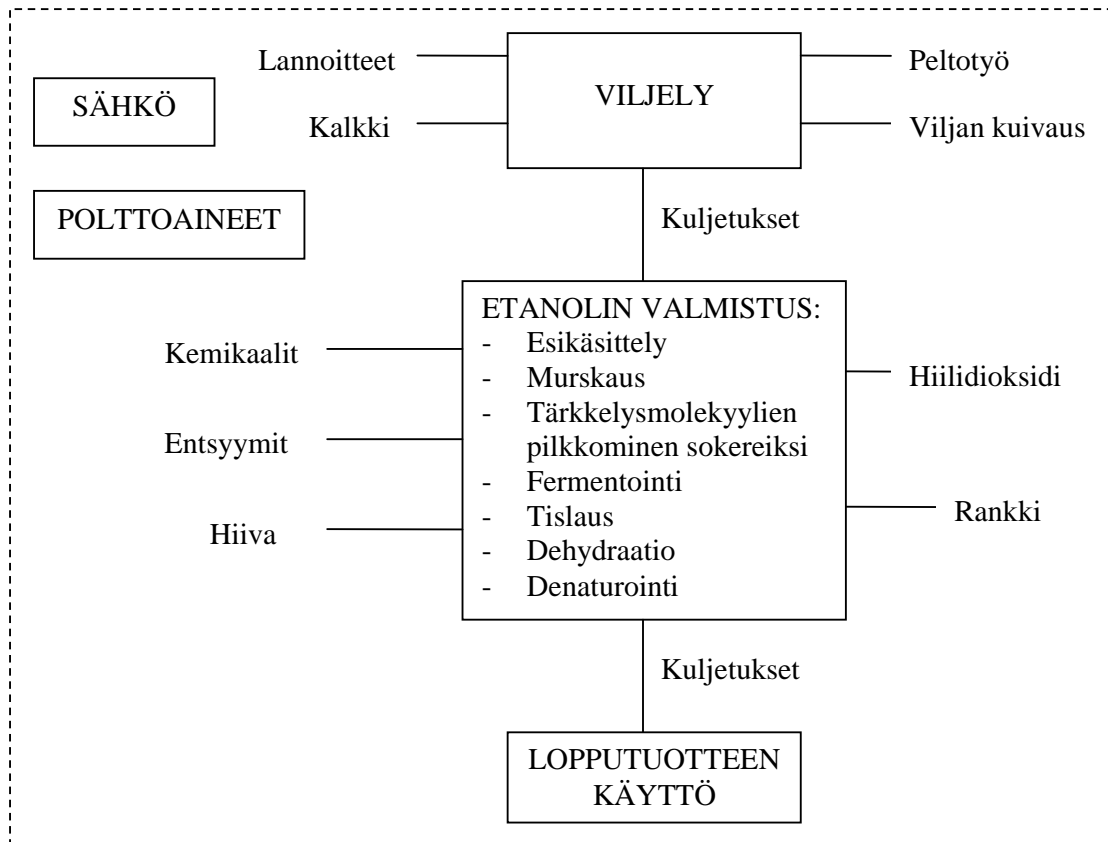 Lannoitteet
Kalkki
SÄHKÖ
POLTTOAINEET
VILJELY
Peltotyö
Viljan kuivaus
Kuljetukset
ETANOLIN VALMISTUS:
- Esikäsittely
- Murskaus
- Tärkkelysmolekyylien
pilkkominen sokereiksi
- Fermentointi
- Tislaus
- Dehydraatio
- Denaturointi
Kemikaalit
Entsyymit
Hiiva
Hiilidioksidi
Rankki
Kuljetukset
LOPPUTUOTTEEN
KÄYTTÖ